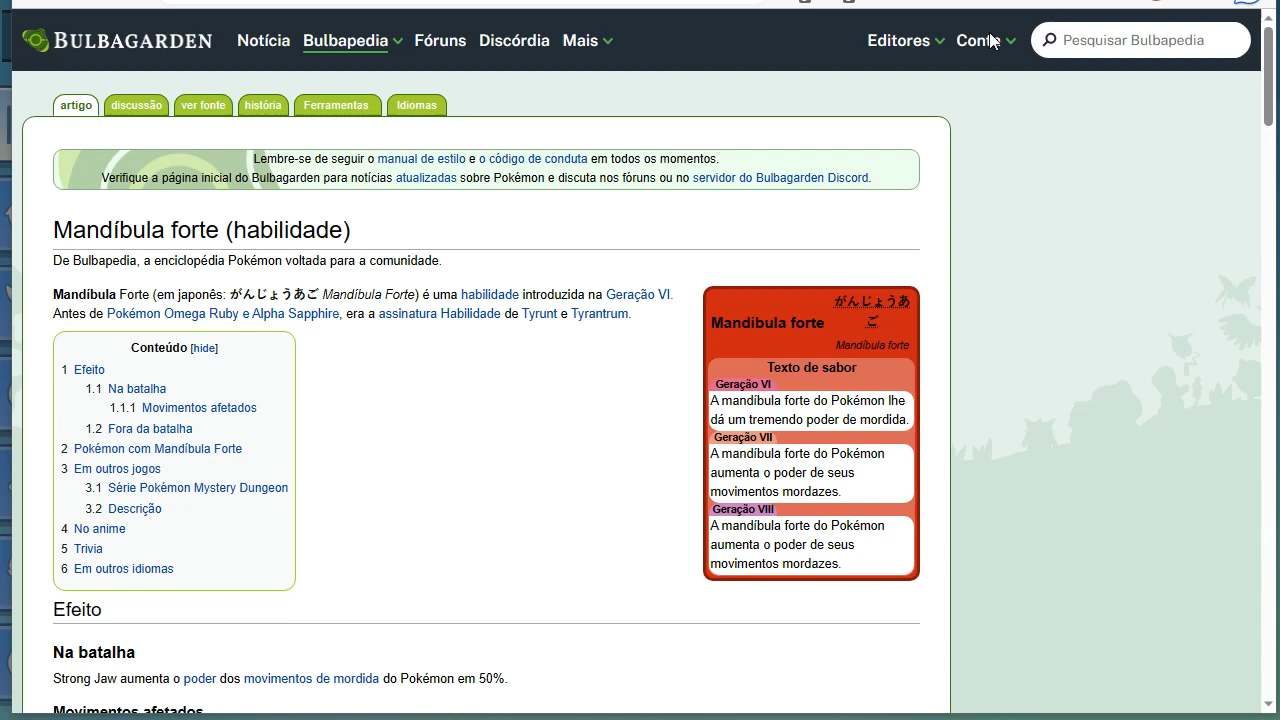 BULBAGARDEN Notícia Bulbapedia Fóruns Discórdia Mais Editores Pesquisar Bulbapedia
artigo discussão ver fonte história Ferramentas Idiomas
Lembre-se de seguir o manual de estilo e o código de conduta em todos os momentos.
Verifique a página inicial do Bulbagarden para notícias atualizadas sobre Pokémon e discuta nos fóruns ou no servidor do Bulbagarden Discord.
Mandíbula forte (habilidade)
De Bulbapedia, a enciclopédia Pokémon voltada para a comunidade.
Mandíbula Forte (em japonês: がんじょうあご Mandíbula Forte) é uma habilidade introduzida na Geração VI.
Antes de Pokémon Omega Ruby e Alpha Sapphire, era a assinatura Habilidade de Tyrunt e Tyrantrum.
Conteúdo [hide]
1 Efeito
1.1 Na batalha
1.1.1 Movimentos afetados
1.2 Fora da batalha
2 Pokémon com Mandíbula Forte
3 Em outros jogos
3.1 Série Pokémon Mystery Dungeon
3.2 Descrição
4 No anime
5 Trivia
6 Em outros idiomas
Mandíbula forte
がんじょうあ
ご
Mandíbula forte
Texto de sabor
Geração VI
A mandíbula forte do Pokémon lhe
dá um tremendo poder de mordida.
Geração VII
A mandíbula forte do Pokémon
aumenta o poder de seus
movimentos mordazes.
Geração VIII
A mandíbula forte do Pokémon
aumenta o poder de seus
movimentos mordazes.
Efeito
Na batalha
Strong Jaw aumenta o poder dos movimentos de mordida do Pokémon em 50%.
Movimentos afetados